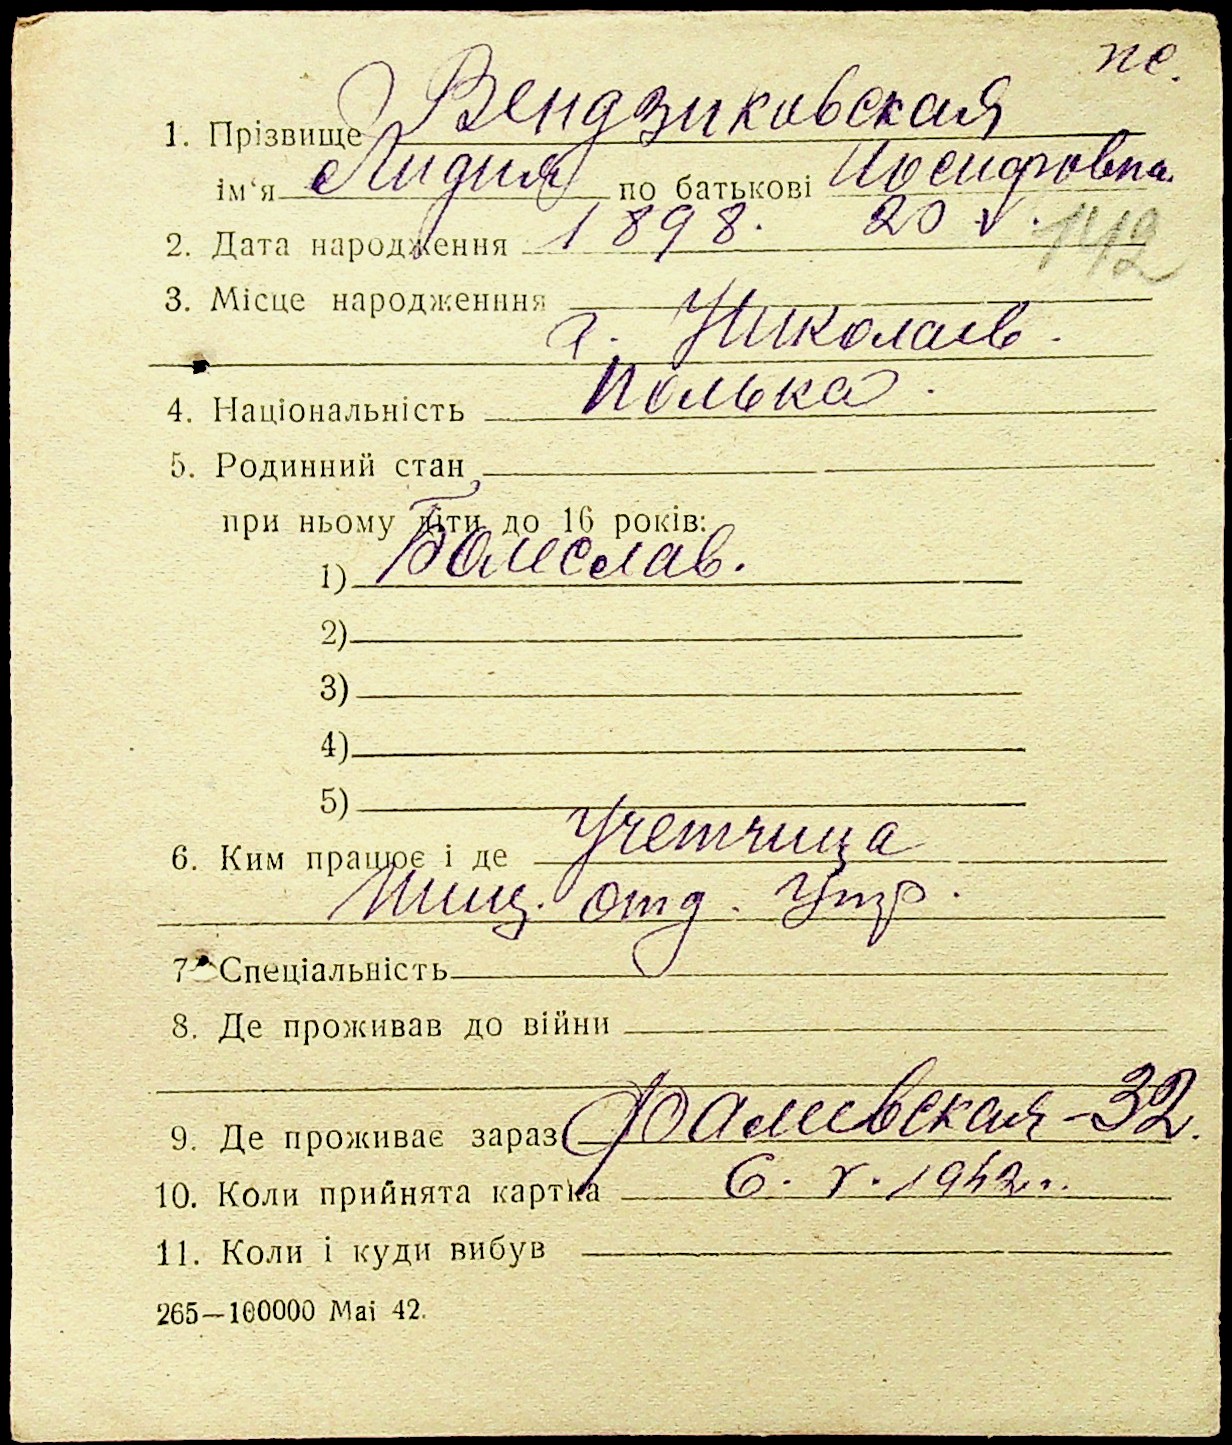 пс.
1. Прізвище Вендзиковская
ім'я Лидия по батькові Иосифовна.
2. Дата народження 1898. 20 V.
142
3. Місце народженння
г. Николаев.
4. Національність Полька.
5. Родинний стан
при ньому діти до 16 років:
1) Болеслав.
2)
3)
4)
5)
6. Ким працює і де Учетчица
отд. Упр.
7. Спеціальність
8. Де проживав до війни
9. Де проживає зараз Фалеевская-32.
10. Коли прийнята картка 6. V. 1942 г.
11. Коли і куди вибув
265—100000 Mai 42.